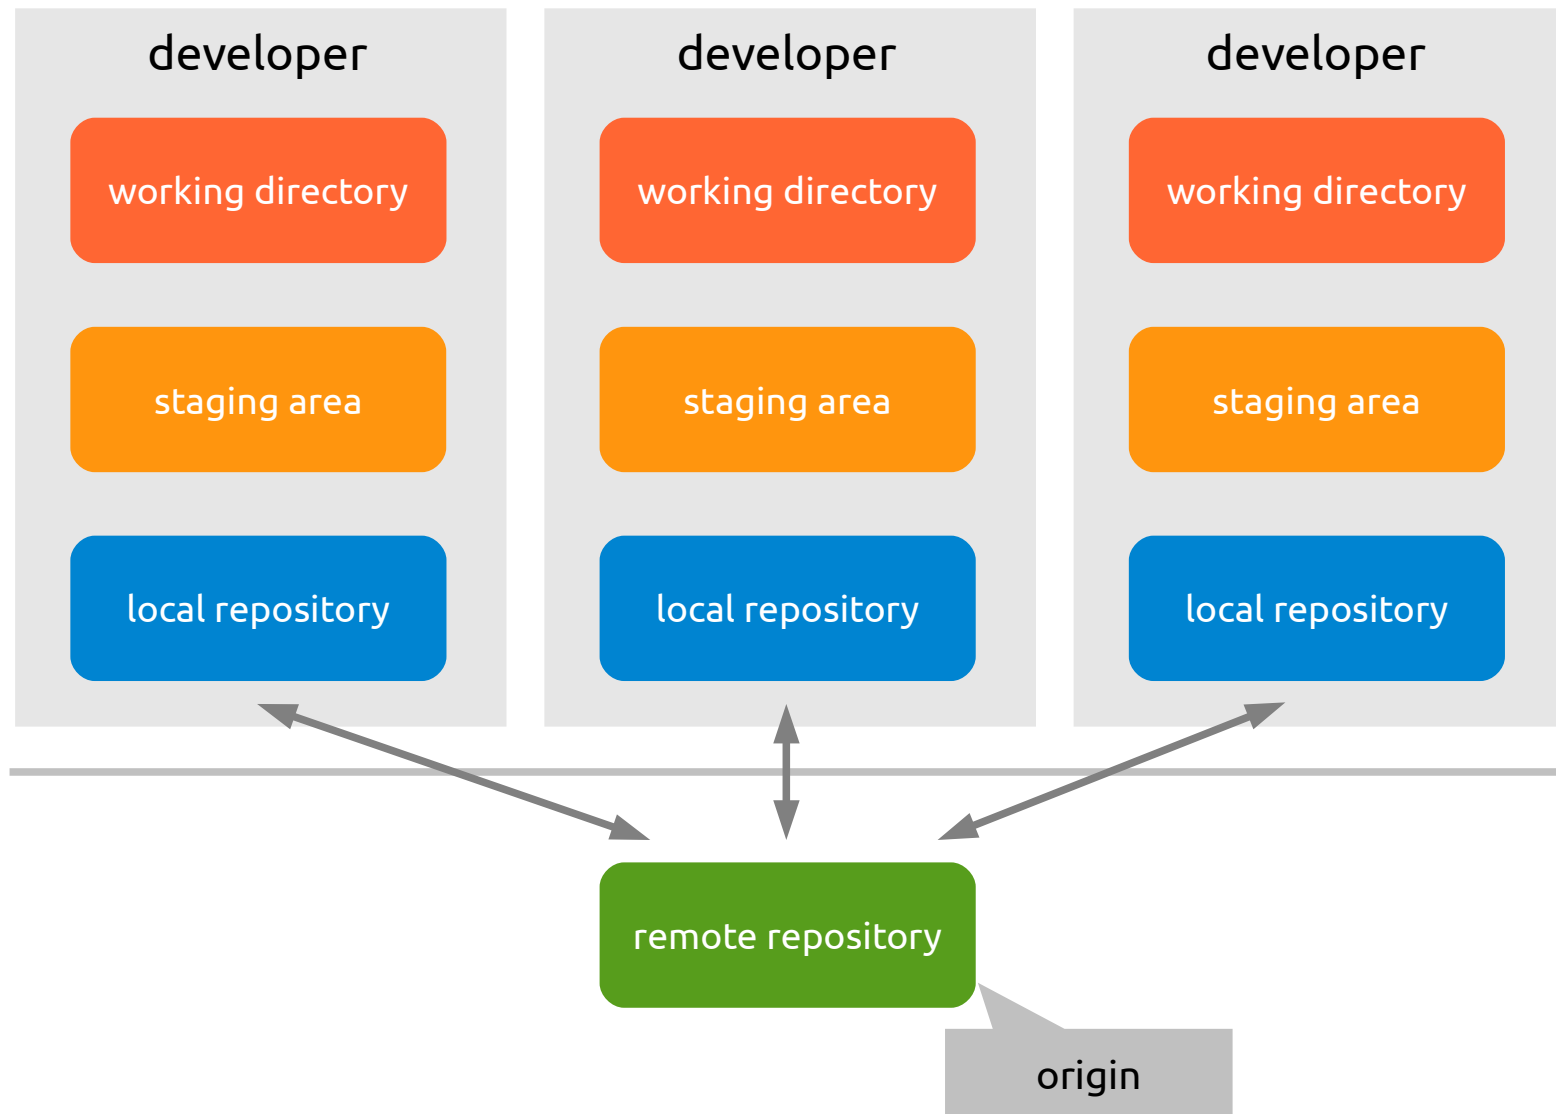 developer
developer
developer
working directory
working directory
working directory
staging area
staging area
staging area
local repository
local repository
local repository
remote repository
origin